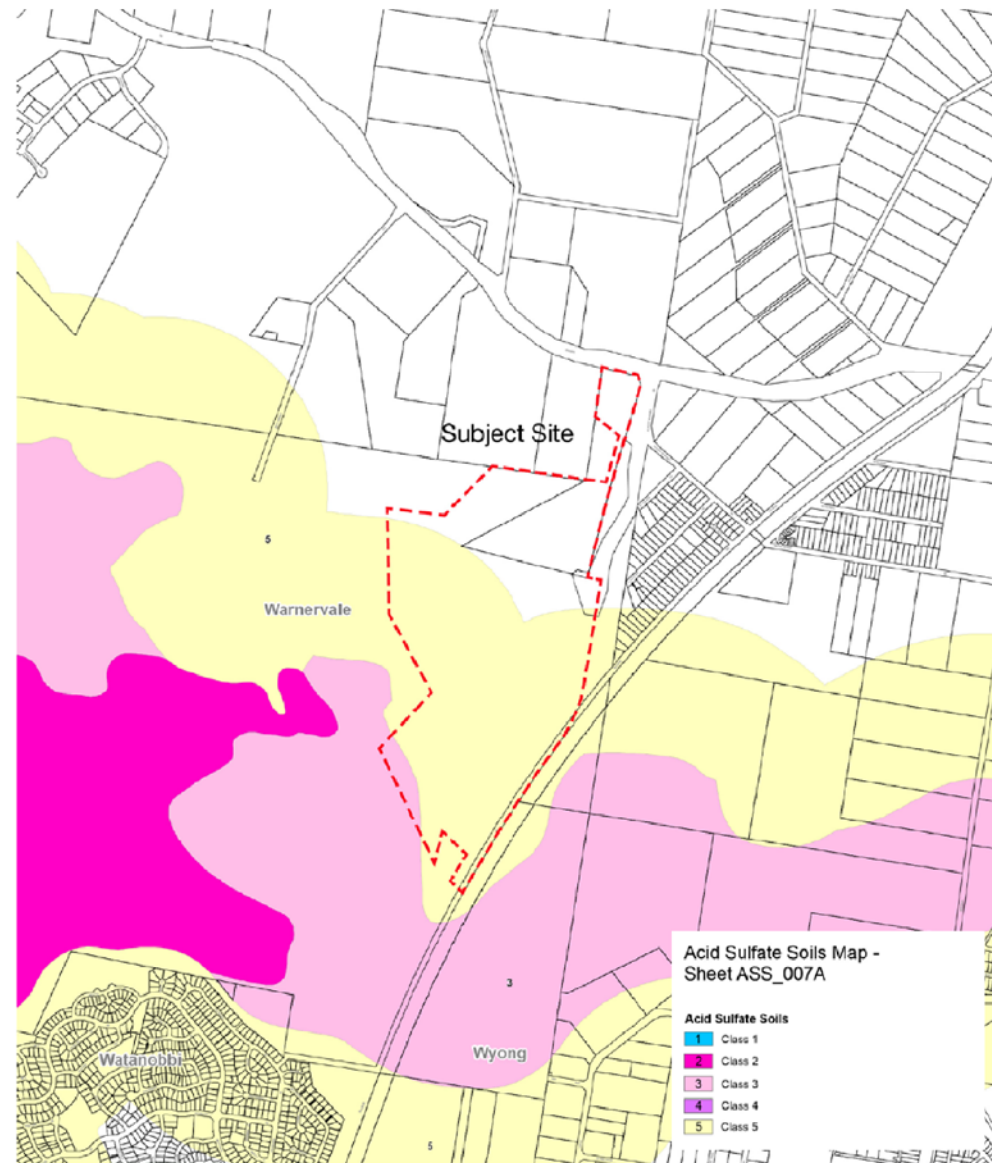 Subject Site
5
Warnervale
3
Wyong
Watanobbi
5
Acid Sulfate Soils Map -
Sheet ASS_007A
Acid Sulfate Soils
1 Class 1
2 Class 2
3 Class 3
4 Class 4
5 Class 5